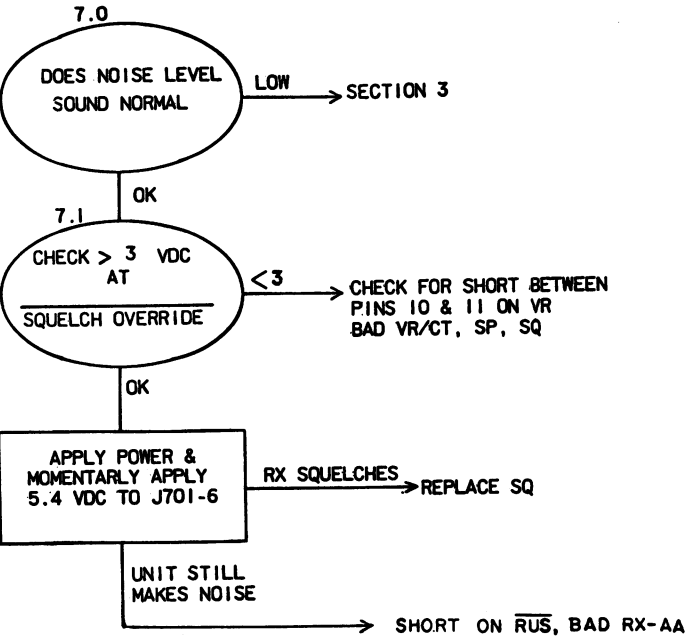 7.0
DOES NOISE LEVEL
SOUND NORMAL
LOW
SECTION 3
OK
7.1
CHECK > 3 VDC
AT
SQUELCH OVERRIDE
<3
CHECK FOR SHORT BETWEEN
PINS 10 & 11 ON VR
BAD VR/CT, SP, SQ
OK
APPLY POWER &
MOMENTARLY APPLY
5.4 VDC TO J701-6
RX SQUELCHES
REPLACE SQ
UNIT STILL
MAKES NOISE
SHORT ON R̅U̅S̅, BAD RX-AA